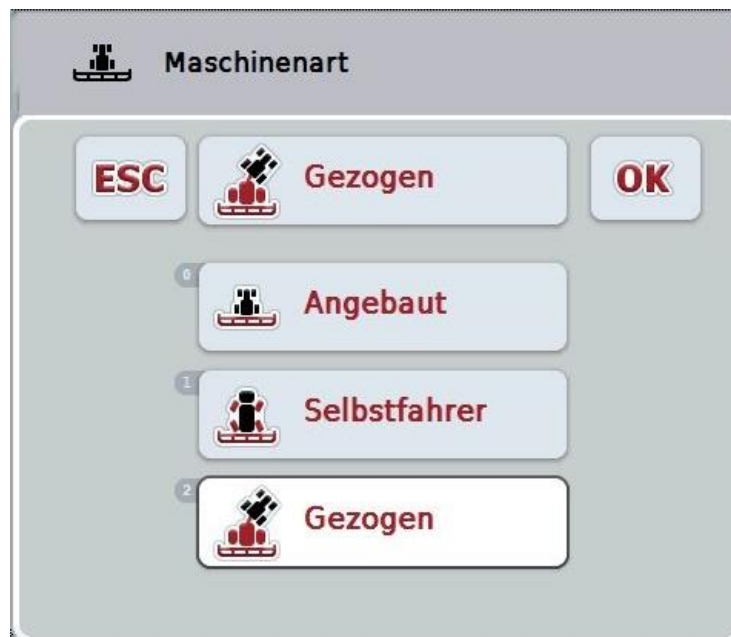 Maschinenart
ESC Gezogen OK
0
Angebaut
1
Selbstfahrer
2
Gezogen